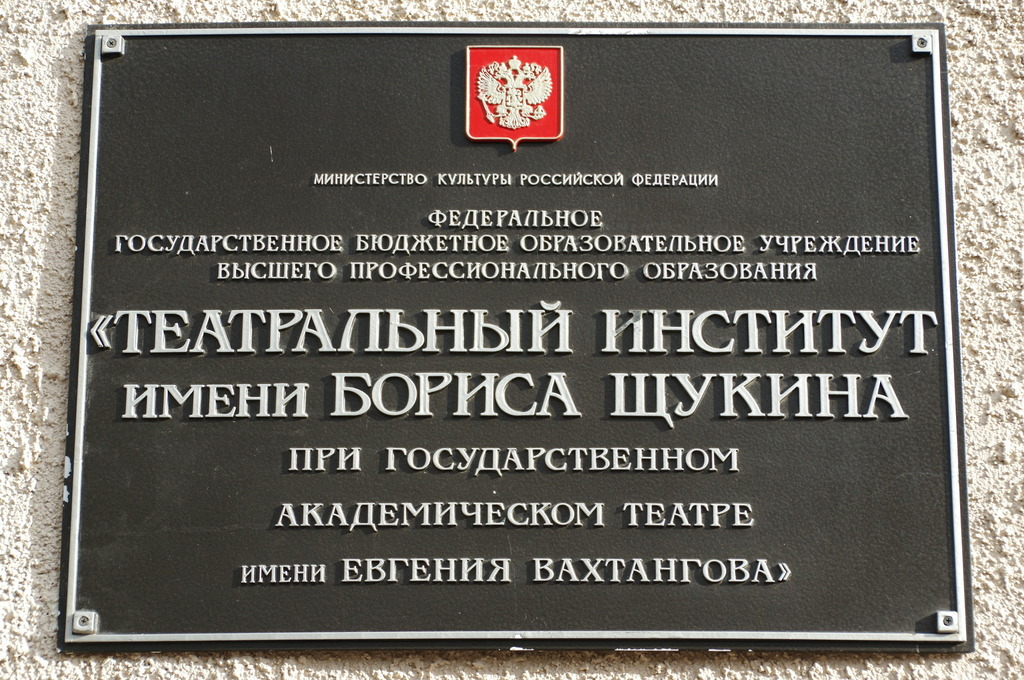 МИНИСТЕРСТВО КУЛЬТУРЫ РОССИЙСКОЙ ФЕДЕРАЦИИ
ФЕДЕРАЛЬНОЕ
ГОСУДАРСТВЕННОЕ БЮДЖЕТНОЕ ОБРАЗОВАТЕЛЬНОЕ УЧРЕЖДЕНИЕ
ВЫСШЕГО ПРОФЕССИОНАЛЬНОГО ОБРАЗОВАНИЯ
«ТЕАТРАЛЬНЫЙ ИНСТИТУТ
ИМЕНИ БОРИСА ЩУКИНА
ПРИ ГОСУДАРСТВЕННОМ
АКАДЕМИЧЕСКОМ ТЕАТРЕ
ИМЕНИ ЕВГЕНИЯ ВАХТАНГОВА»